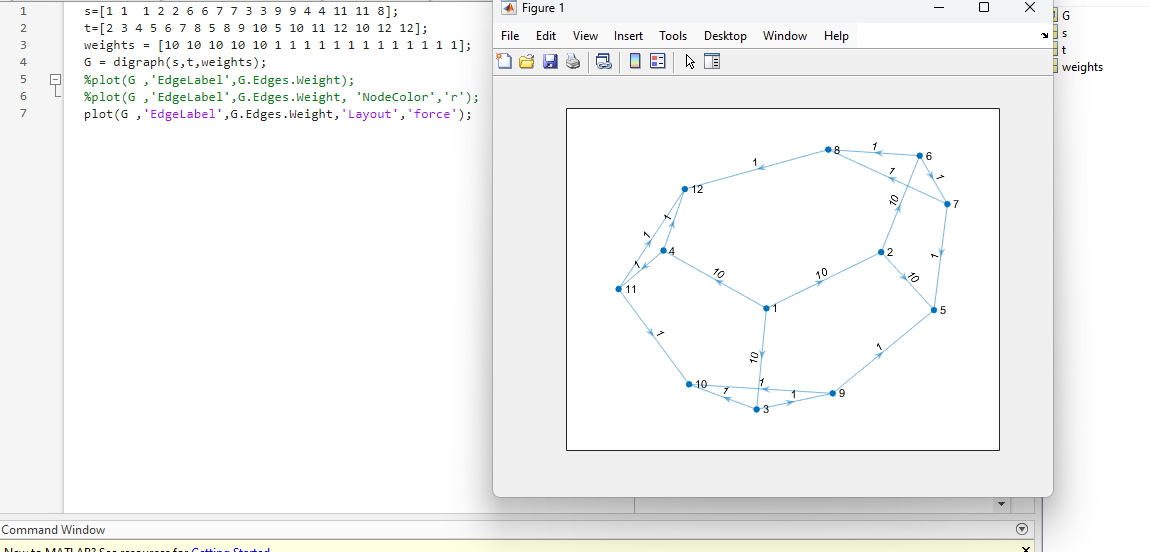 1 s=[1 1 1 2 2 6 6 7 7 3 3 9 9 4 4 11 11 8];
2 t=[2 3 4 5 6 7 8 5 8 9 10 5 10 11 12 10 12 12];
3 weights = [10 10 10 10 10 1 1 1 1 1 1 1 1 1 1 1 1 1];
4 G = digraph(s,t,weights);
5 %plot(G ,'EdgeLabel',G.Edges.Weight);
6 %plot(G ,'EdgeLabel',G.Edges.Weight, 'NodeColor','r');
7 plot(G ,'EdgeLabel',G.Edges.Weight,'Layout','force');
Figure 1
File Edit View Insert Tools Desktop Window Help
1 8 1 6
1 1 1
12 10 7
1 1 4 2 1
1 10 10 10
11 1 5
1 10 1
10 1 1 1 9
3
G
s
t
weights
Command Window
New to MATLAB? See resources for Getting Started